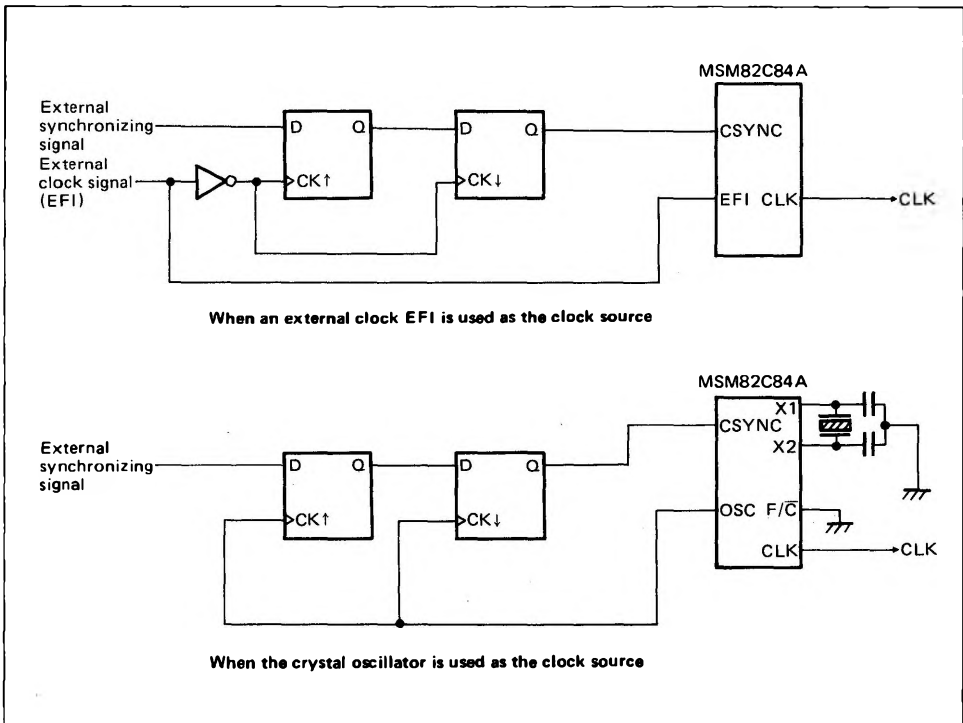 MSM82C84A
External
synchronizing
signal
External
clock signal
(EFI)
D Q
CK↑
D Q
CK↓
CSYNC
EFI CLK
CLK
When an external clock EFI is used as the clock source
MSM82C84A
X1
CSYNC
X2
External
synchronizing
signal
D Q
CK↑
D Q
CK↓
OSC F/C̅
CLK
CLK
When the crystal oscillator is used as the clock source